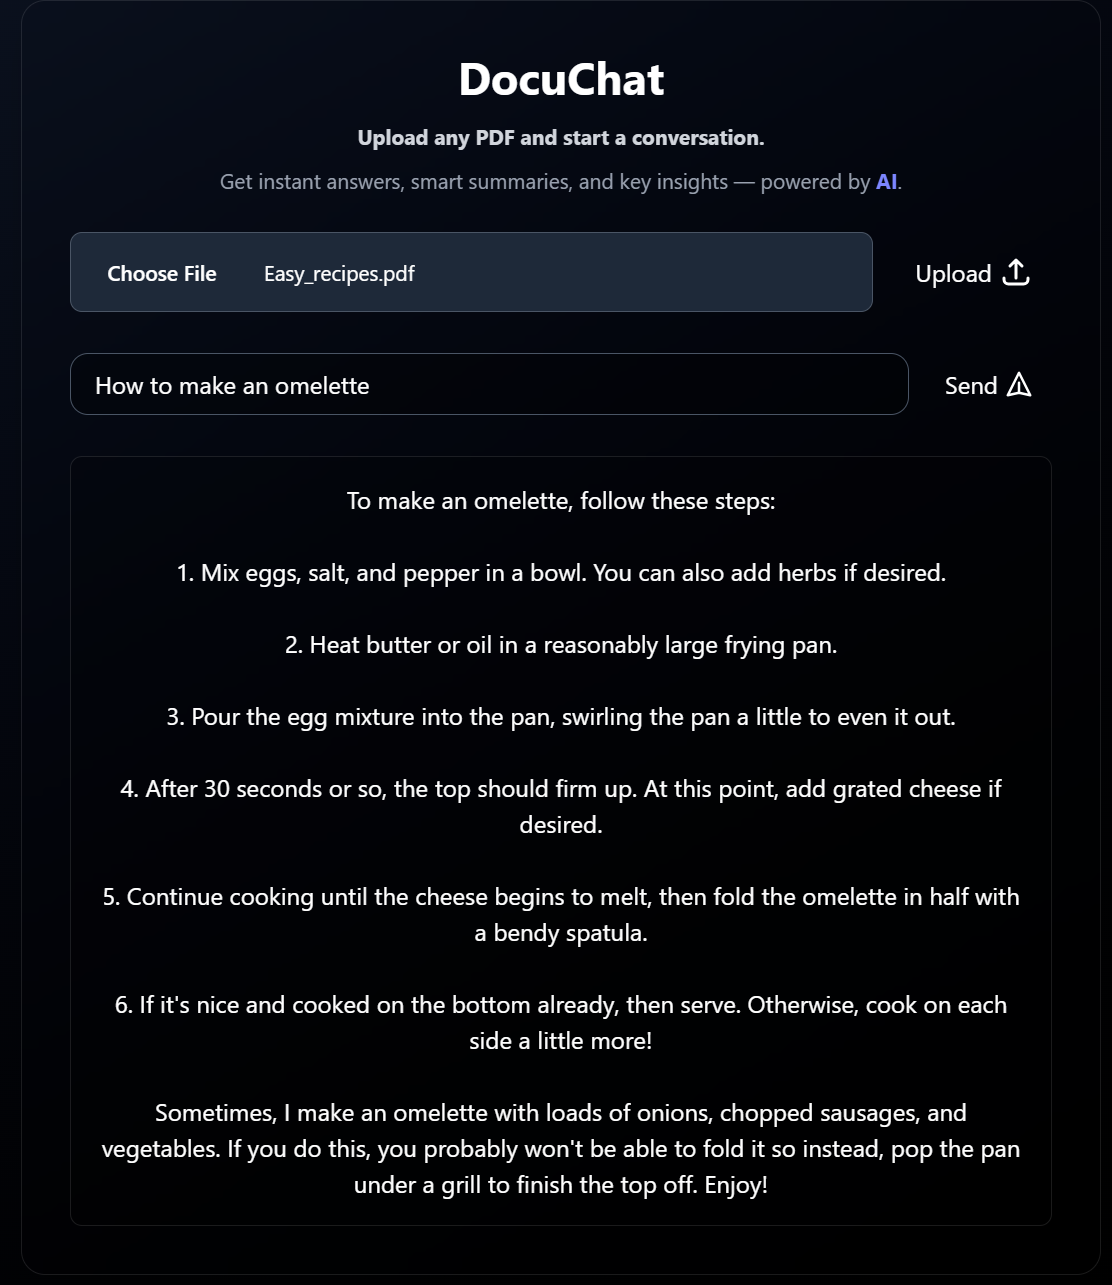 DocuChat
Upload any PDF and start a conversation.
Get instant answers, smart summaries, and key insights — powered by AI.
Choose File Easy_recipes.pdf Upload
How to make an omelette Send
To make an omelette, follow these steps:
1. Mix eggs, salt, and pepper in a bowl. You can also add herbs if desired.
2. Heat butter or oil in a reasonably large frying pan.
3. Pour the egg mixture into the pan, swirling the pan a little to even it out.
4. After 30 seconds or so, the top should firm up. At this point, add grated cheese if
desired.
5. Continue cooking until the cheese begins to melt, then fold the omelette in half with
a bendy spatula.
6. If it's nice and cooked on the bottom already, then serve. Otherwise, cook on each
side a little more!
Sometimes, I make an omelette with loads of onions, chopped sausages, and
vegetables. If you do this, you probably won't be able to fold it so instead, pop the pan
under a grill to finish the top off. Enjoy!